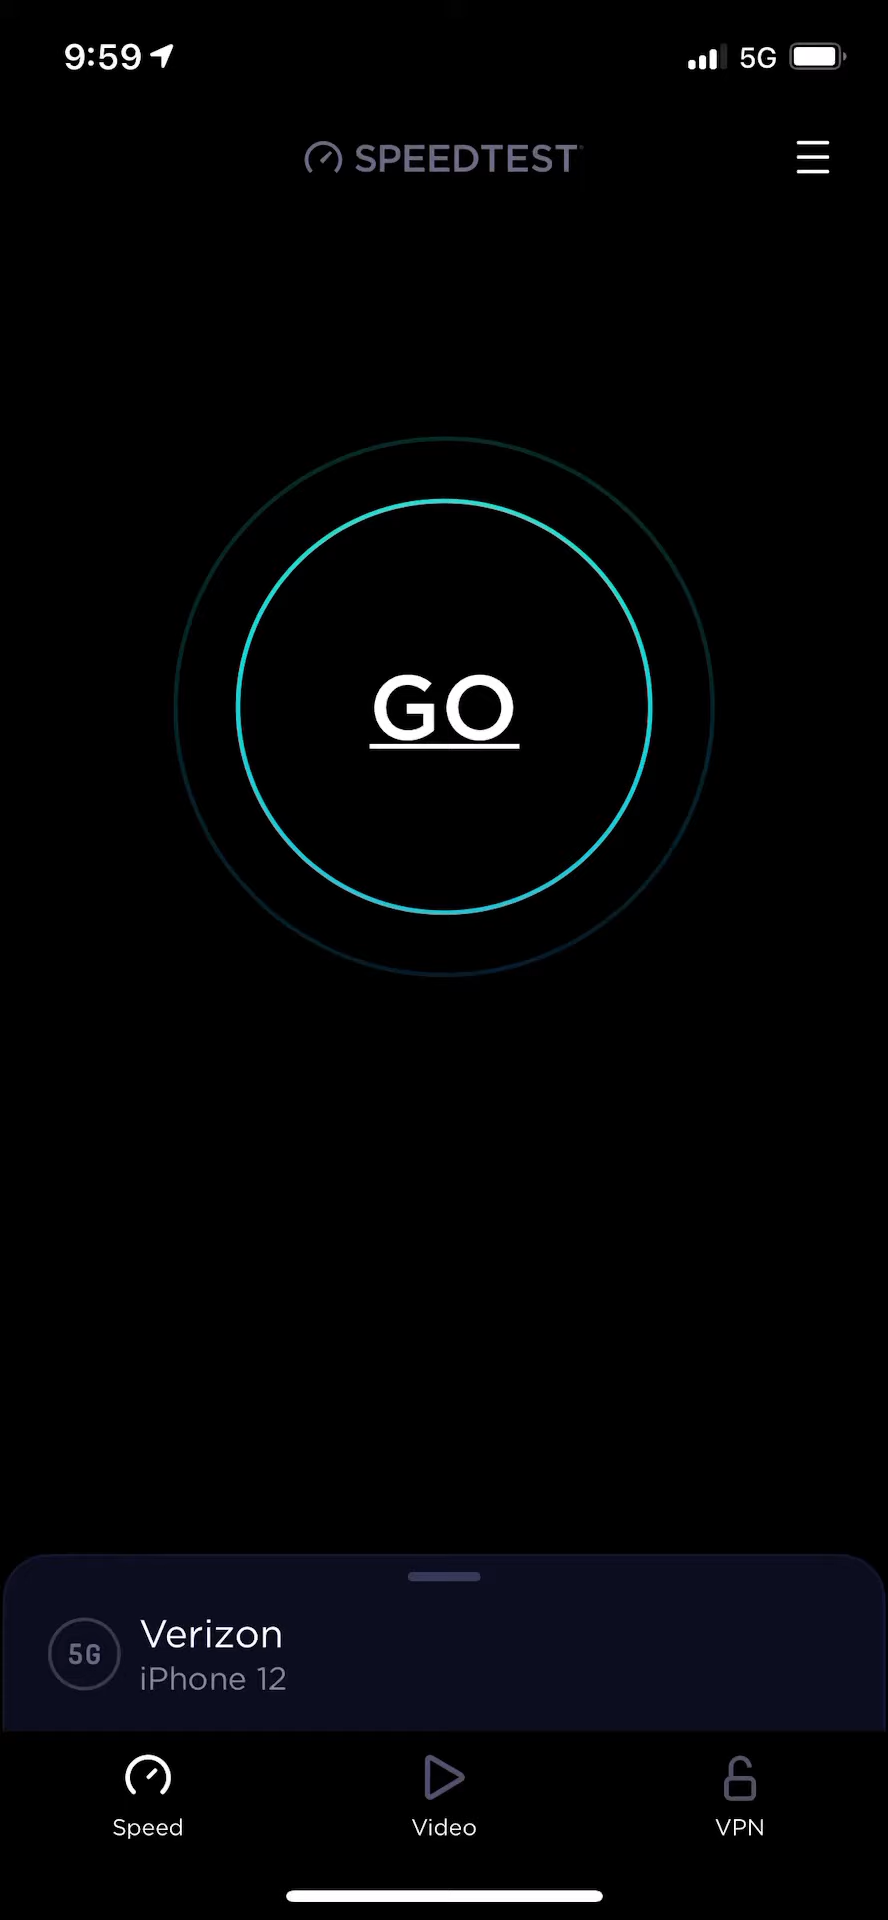 9:59
5G
SPEEDTEST
GO
5G
Verizon
iPhone 12
Speed
Video
VPN